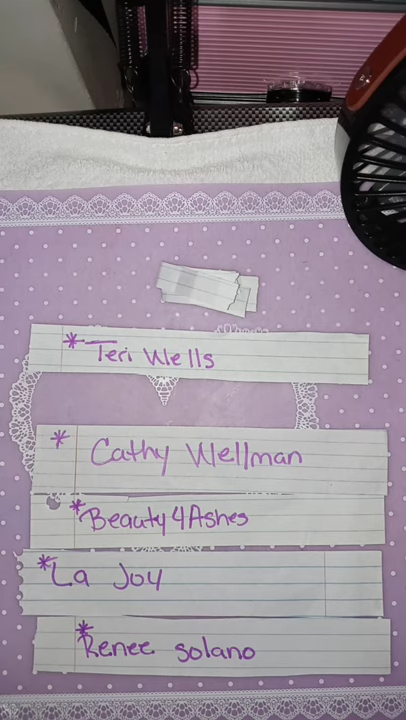 * Teri Wells
* Cathy Wellman
* Beauty4Ashes
* La Joy
* Renee solano